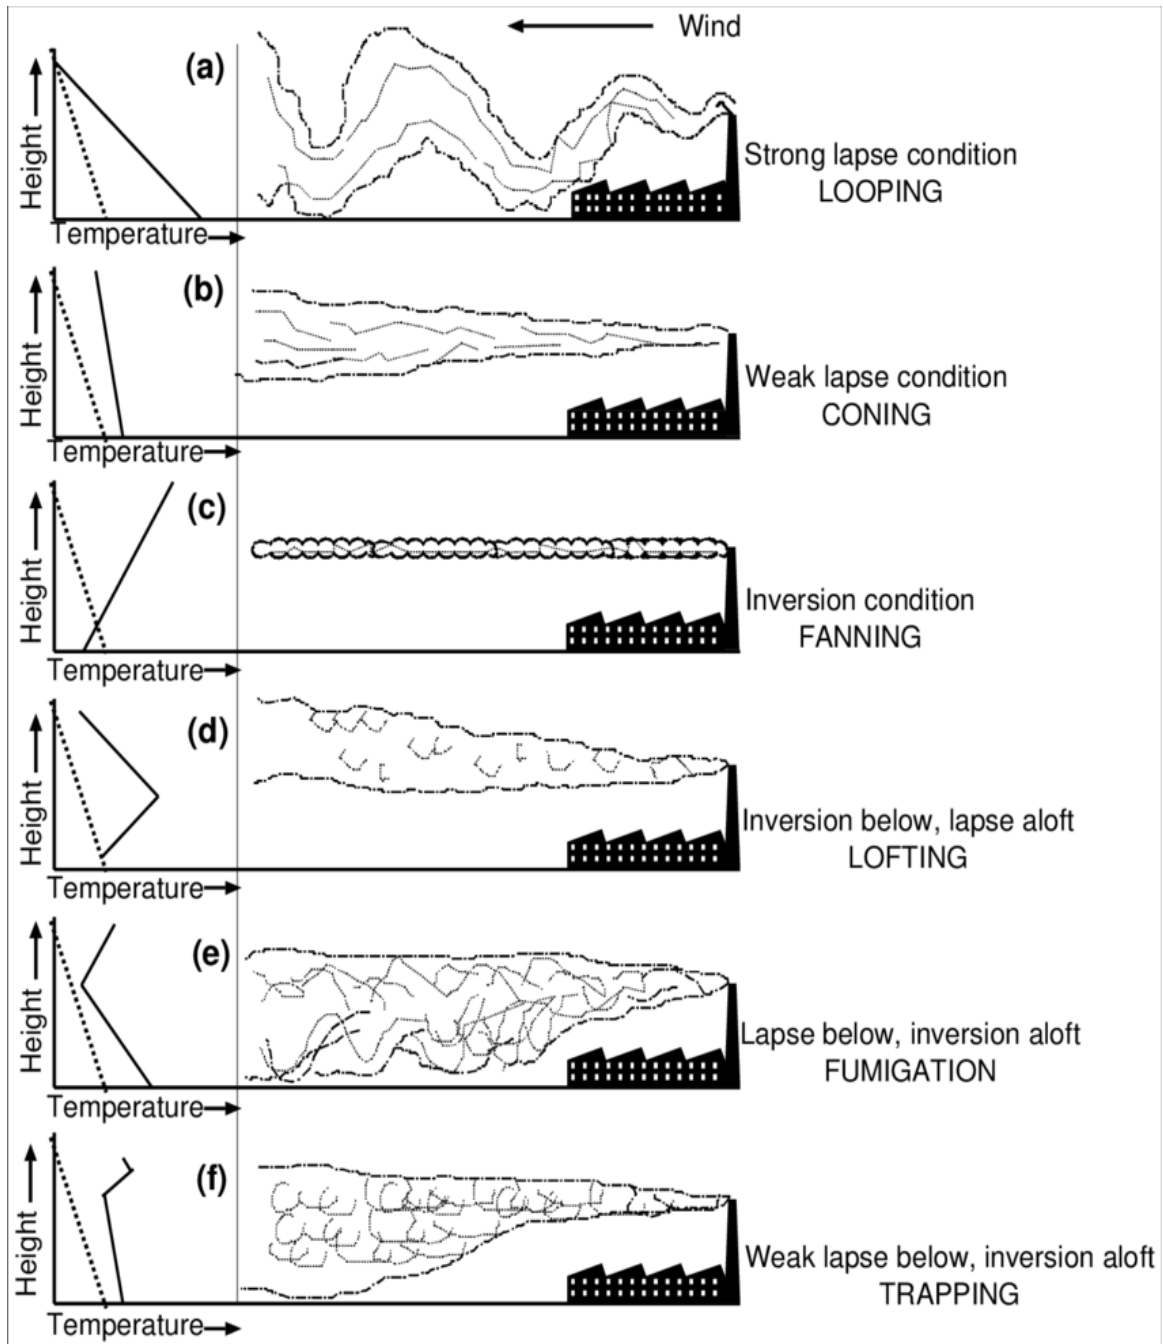 Wind
(a)
Height
Strong lapse condition
LOOPING
Temperature
(b)
Height
Weak lapse condition
CONING
Temperature
(c)
Height
Inversion condition
FANNING
Temperature
(d)
Height
Inversion below, lapse aloft
LOFTING
Temperature
(e)
Height
Lapse below, inversion aloft
FUMIGATION
Temperature
(f)
Height
Weak lapse below, inversion aloft
TRAPPING
Temperature